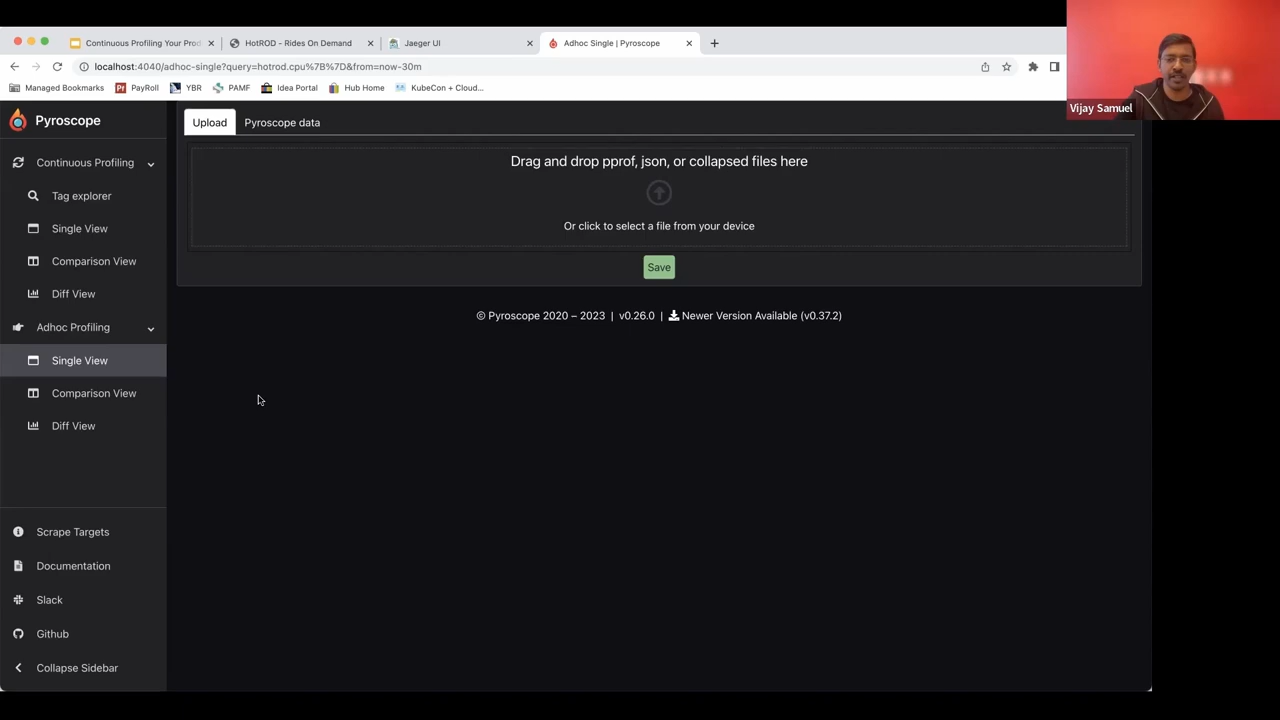 Continuous Profiling Your Prod
HotROD - Rides On Demand
Jaeger UI
Adhoc Single | Pyroscope
localhost:4040/adhoc-single?query=hotrod.cpu%7B%7D&from=now-30m
Managed Bookmarks
PayRoll
YBR
PAMF
Idea Portal
Hub Home
KubeCon + Cloud...
Vijay Samuel
Pyroscope
Continuous Profiling
Tag explorer
Single View
Comparison View
Diff View
Adhoc Profiling
Single View
Comparison View
Diff View
Scrape Targets
Documentation
Slack
Github
Collapse Sidebar
Upload
Pyroscope data
Drag and drop pprof, json, or collapsed files here
Or click to select a file from your device
Save
© Pyroscope 2020 – 2023 | v0.26.0 | Newer Version Available (v0.37.2)